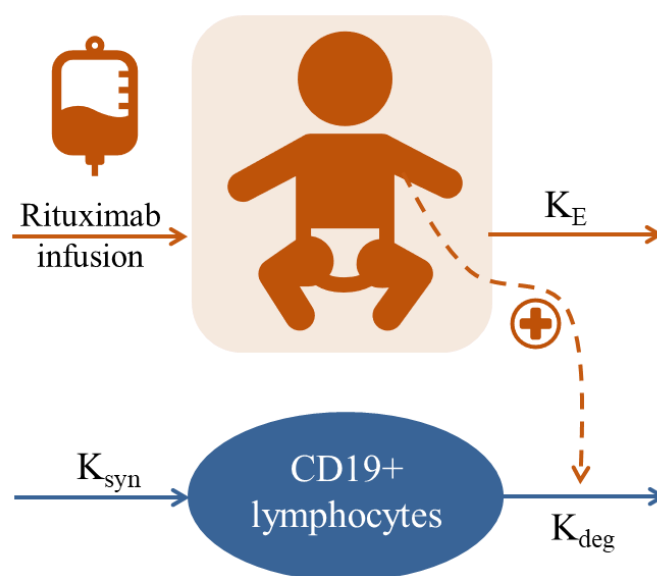 Rituximab
infusion
K_E
K_syn
CD19+
lymphocytes
K_deg